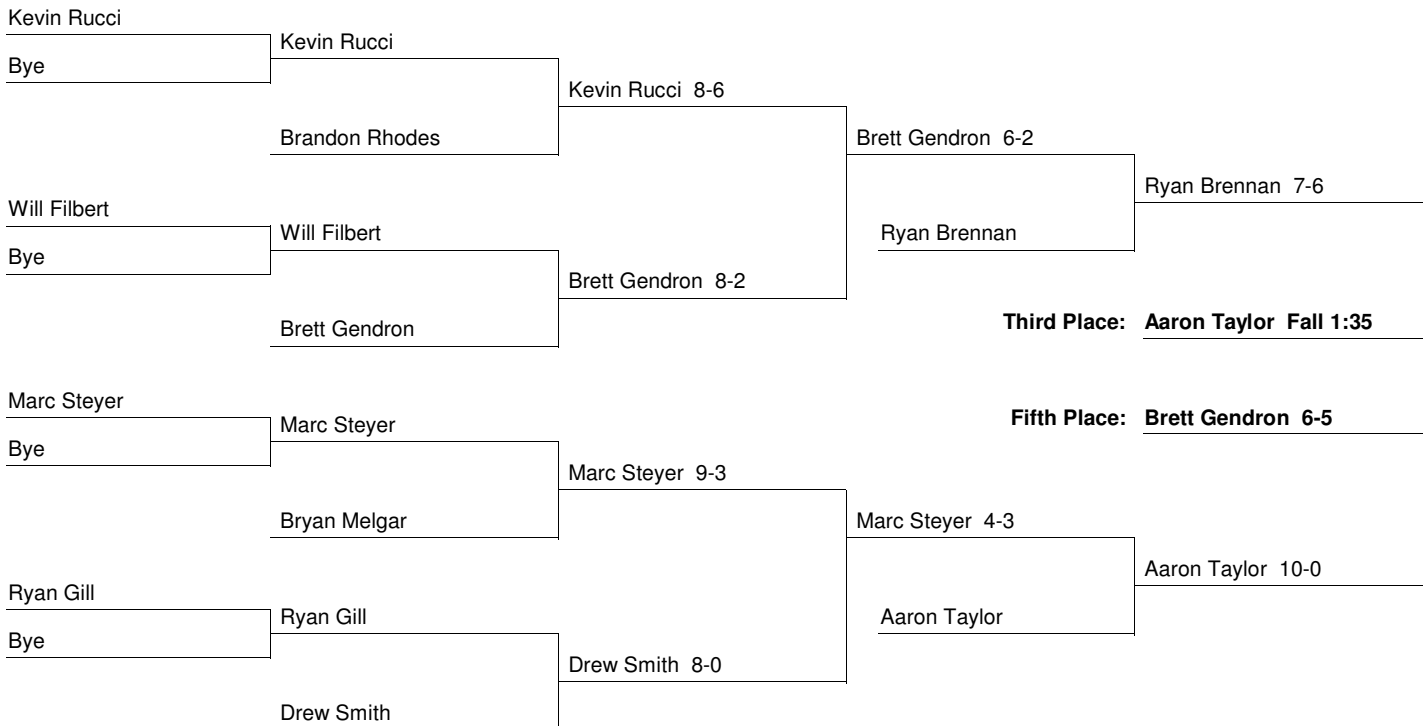 Kevin Rucci
Bye
Kevin Rucci
Brandon Rhodes
Kevin Rucci 8-6
Will Filbert
Bye
Will Filbert
Brett Gendron
Brett Gendron 8-2
Brett Gendron 6-2
Ryan Brennan
Ryan Brennan 7-6
Third Place: Aaron Taylor Fall 1:35
Fifth Place: Brett Gendron 6-5
Marc Steyer
Bye
Marc Steyer
Bryan Melgar
Marc Steyer 9-3
Ryan Gill
Bye
Ryan Gill
Drew Smith
Drew Smith 8-0
Marc Steyer 4-3
Aaron Taylor
Aaron Taylor 10-0